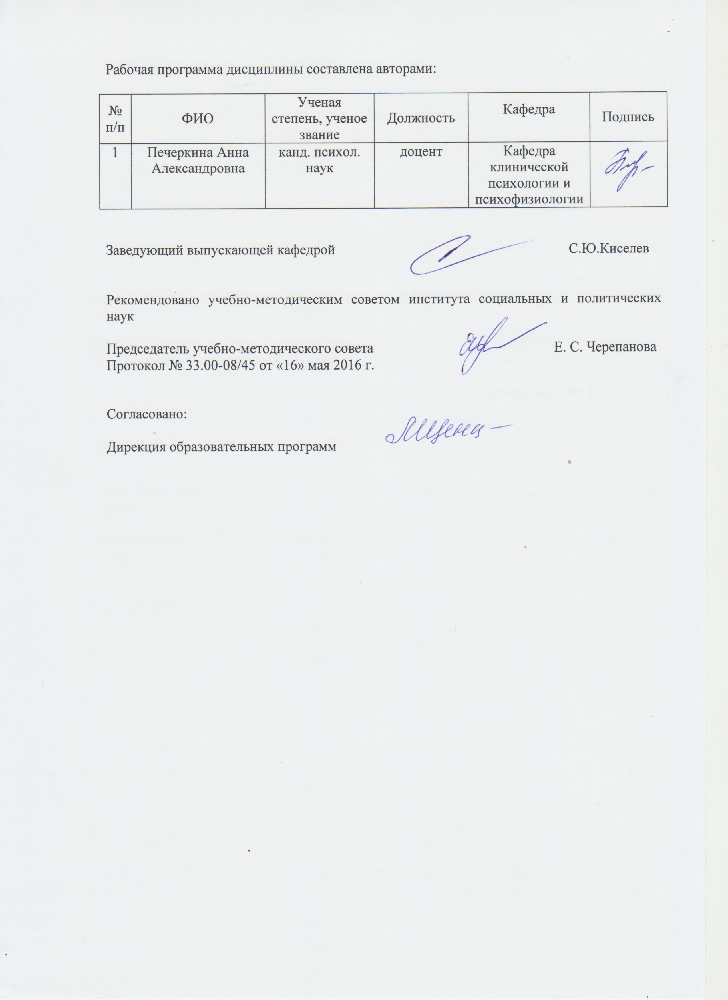 Рабочая программа дисциплины составлена авторами:
№ п/п ФИО Ученая степень, ученое звание Должность Кафедра Подпись
1 Печеркина Анна Александровна канд. психол. наук доцент Кафедра клинической психологии и психофизиологии
Заведующий выпускающей кафедрой С.Ю.Киселев
Рекомендовано учебно-методическим советом института социальных и политических
наук
Председатель учебно-методического совета Е. С. Черепанова
Протокол № 33.00-08/45 от «16» мая 2016 г.
Согласовано:
Дирекция образовательных программ